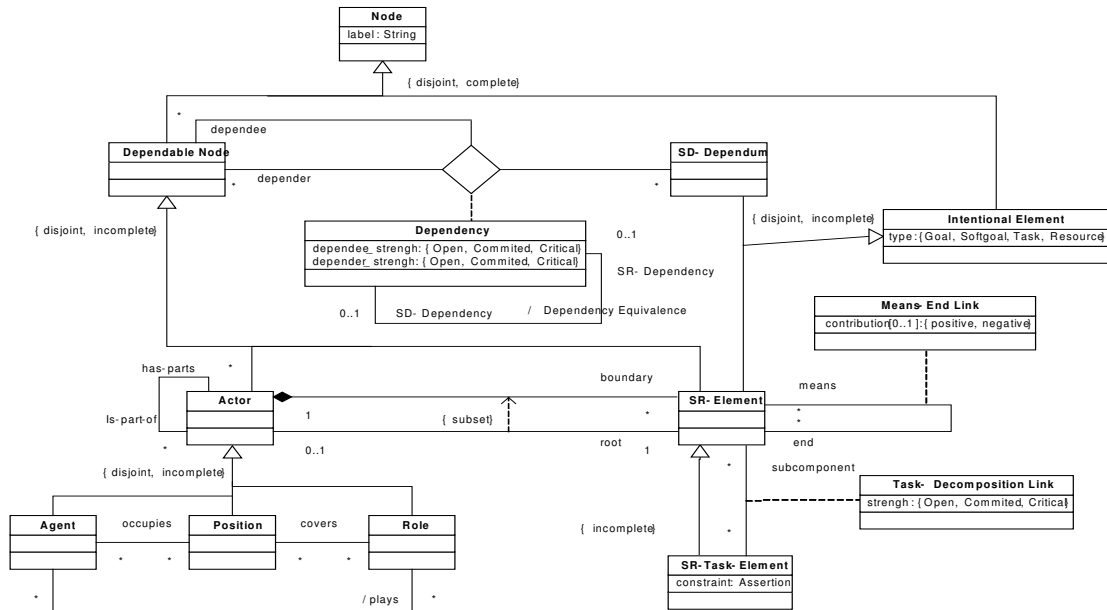 Node
label : String
{ disjoint, complete}
*
dependee
Dependable Node
SD- Dependum
depender
*
*
{ disjoint, incomplete}
{disjoint, incomplete}
Intentional Element
type:{Goal, Softgoal, Task, Resource}
Dependency
dependee_ strengh: { Open, Commited, Critical}
depender_ strengh: { Open, Commited, Critical}
0..1
SR- Dependency
0..1
SD- Dependency
/ Dependency Equivalence
Means- End Link
contribution[0..1 ]:{ positive, negative}
has-parts
*
boundary
means
Actor
SR- Element
Is-part-of
1
{ subset}
*
*
*
*
0..1
root
1
end
{ disjoint, incomplete}
*
subcomponent
Task- Decomposition Link
strengh : { Open, Commited, Critical}
Agent
occupies
Position
covers
Role
{ incomplete}
*
*
*
*
*
SR-Task-Element
constraint: Assertion
*
/ plays
*